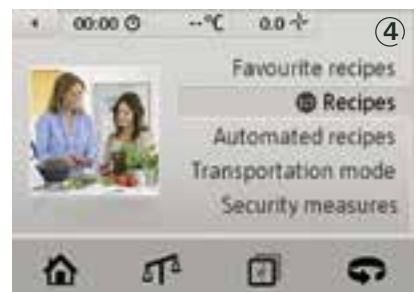 00:00 --°C 0.0
④
Favourite recipes
Recipes
Automated recipes
Transportation mode
Security measures